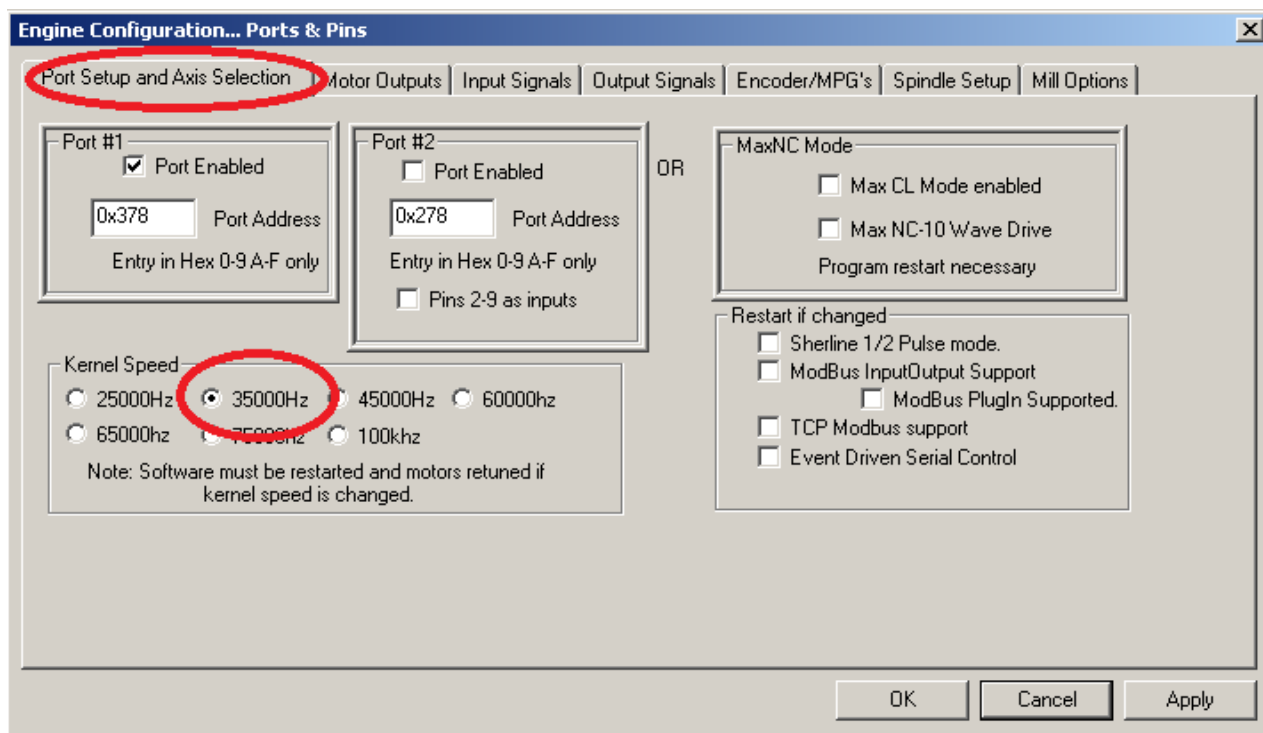 Engine Configuration... Ports & Pins
Port Setup and Axis Selection Motor Outputs Input Signals Output Signals Encoder/MPG's Spindle Setup Mill Options
Port #1
Port Enabled
0x378 Port Address
Entry in Hex 0-9 A-F only
Port #2
Port Enabled
0x278 Port Address
Entry in Hex 0-9 A-F only
Pins 2-9 as inputs
OR
MaxNC Mode
Max CL Mode enabled
Max NC-10 Wave Drive
Program restart necessary
Restart if changed
Sherline 1/2 Pulse mode.
ModBus InputOutput Support
ModBus PlugIn Supported.
TCP Modbus support
Event Driven Serial Control
Kernel Speed
25000Hz 35000Hz 45000Hz 60000hz
65000hz 75000hz 100khz
Note: Software must be restarted and motors retuned if
kernel speed is changed.
OK Cancel Apply